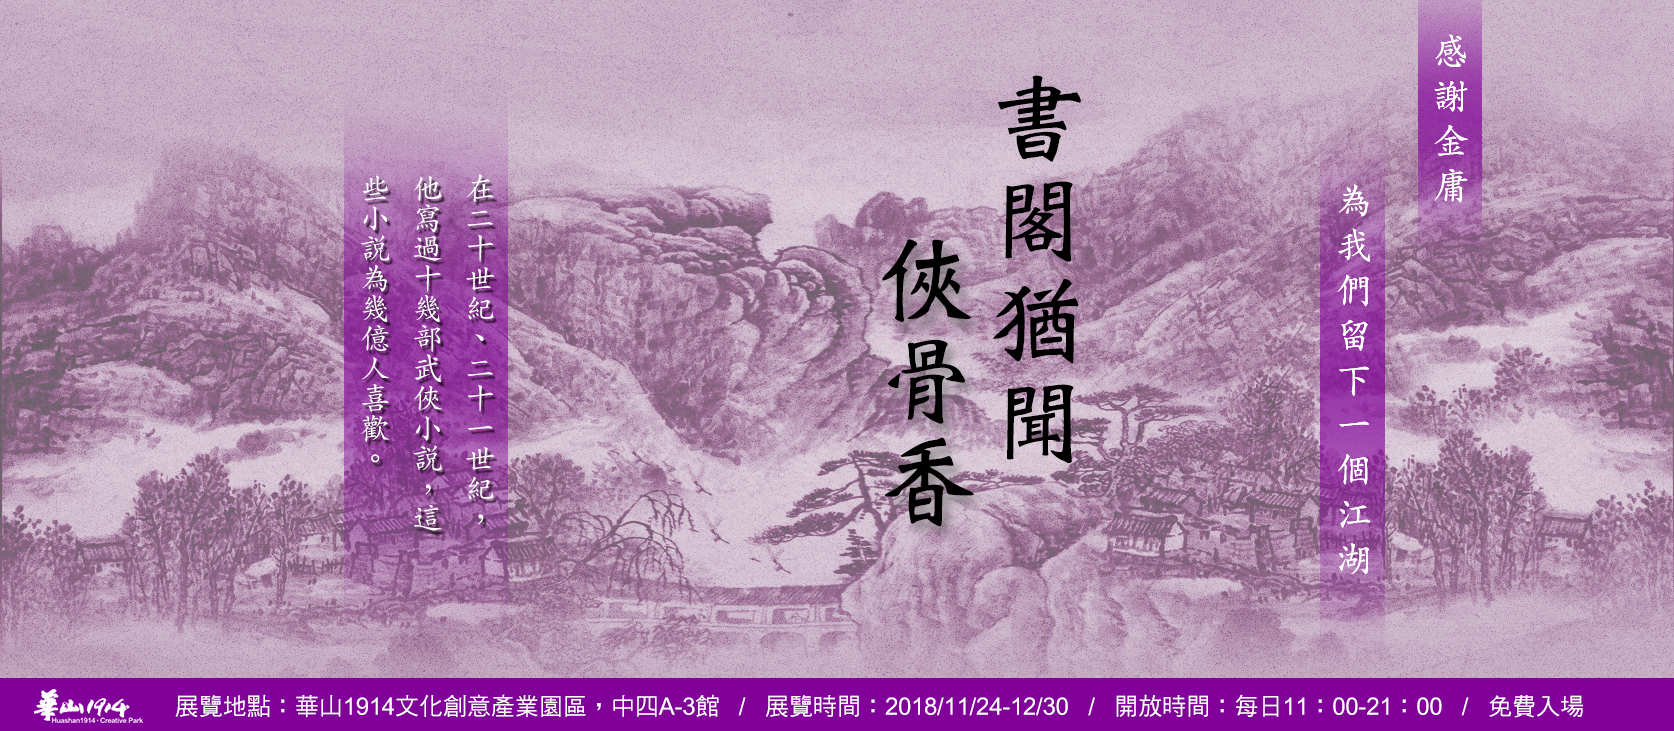 感謝金庸
為我們留下一個江湖
書閣猶聞
俠骨香
在二十世紀、二十一世紀，
他寫過十幾部武俠小説，這
些小説為幾億人喜歡。
華山1914
Huashan1914・Creative Park
展覽地點：華山1914文化創意產業園區，中四A-3館 / 展覽時間：2018/11/24-12/30 / 開放時間：每日11：00-21：00 / 免費入場